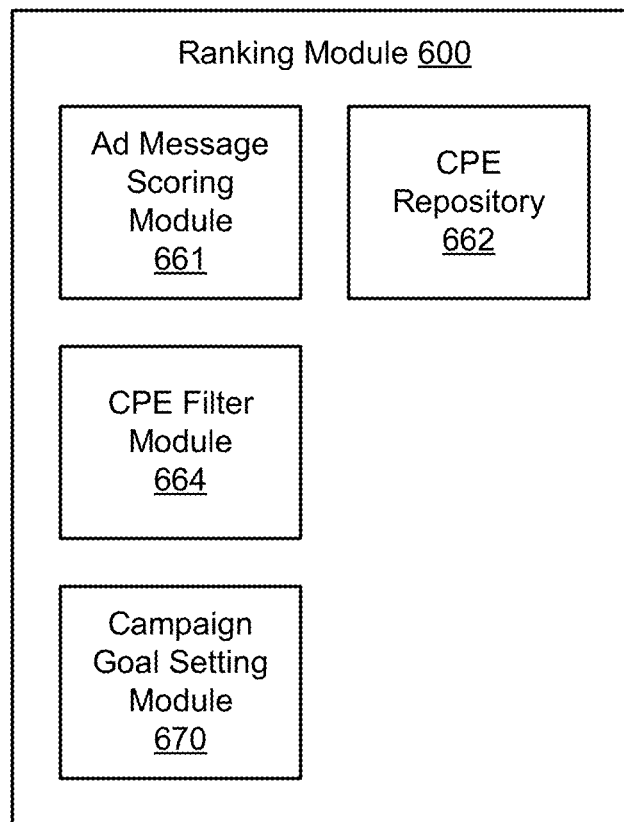 Ranking Module 600
Ad Message
Scoring
Module
661
CPE
Repository
662
CPE Filter
Module
664
Campaign
Goal Setting
Module
670